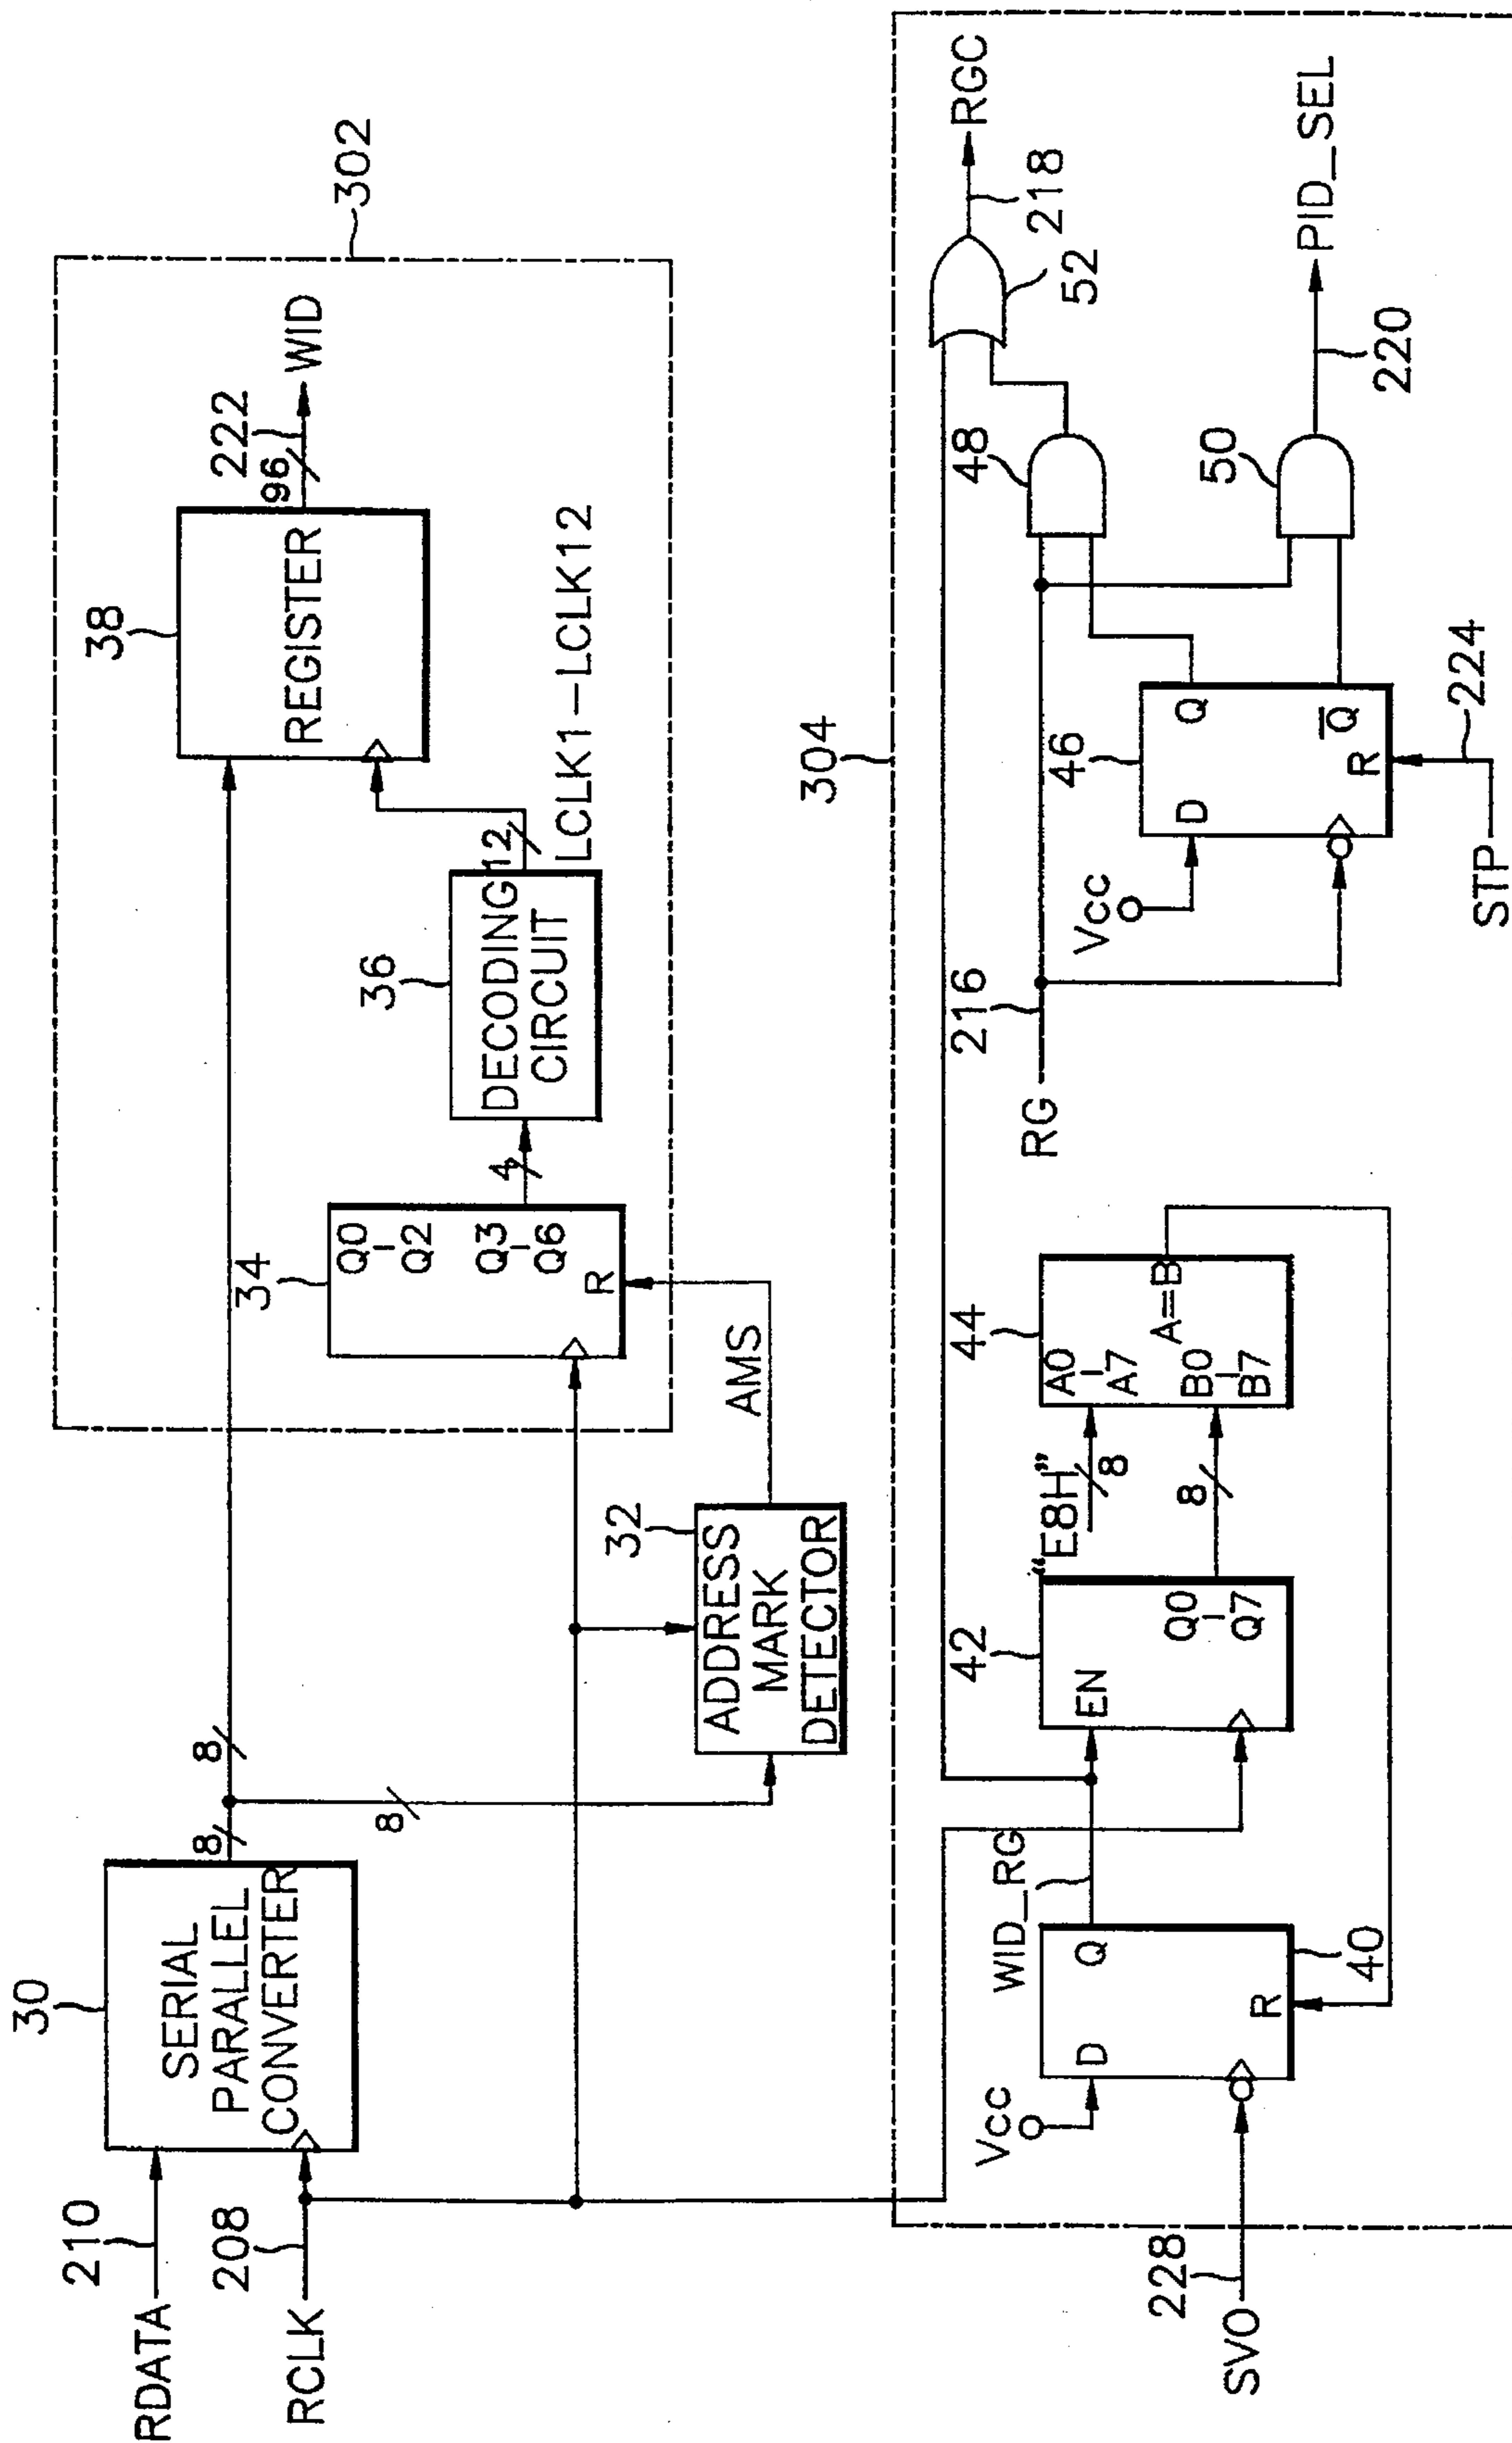 RDATA
210
RCLK
208
30
SERIAL
PARALLEL
CONVERTER
8
8
8
32
ADDRESS
MARK
DETECTOR
AMS
302
34
Q0
Q2
Q3
Q6
R
4
36
DECODING
CIRCUIT
12
LCLK1-LCLK12
38
REGISTER
96
222
WID
304
SVO
228
Vcc
D
Q
R
40
WID_RG
42
EN
Q0
Q7
"E8H"
8
8
44
A0
A7
A=B
B0
B7
RG
216
Vcc
46
D
Q
Q̅
R
STP
224
48
50
52
218
RGC
220
PID_SEL